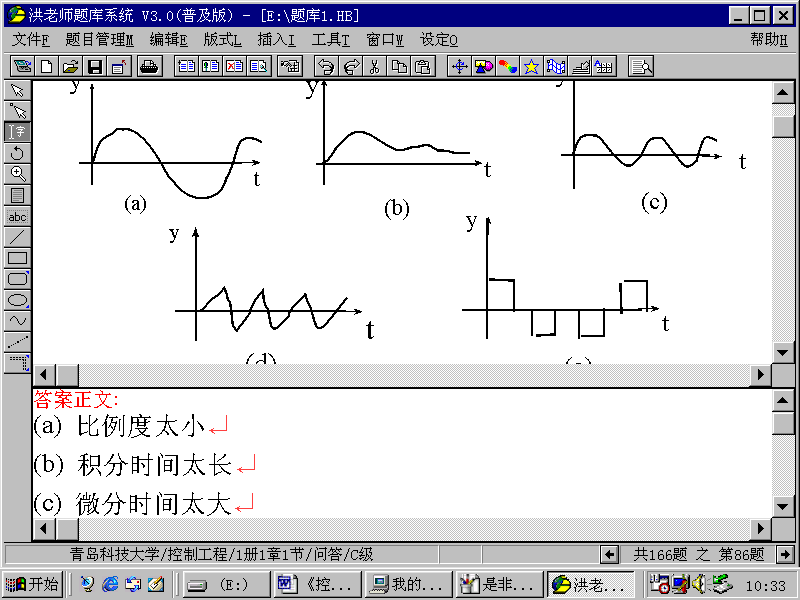 洪老师题库系统 V3.0(普及版) - [E:\题库1.HB]
文件F 题目管理M 编辑E 版式L 插入I 工具T 窗口W 设定O 帮助H
字
abc
y t (a)
y t (b)
y t (c)
y t (d)
y t
答案正文:
(a) 比例度太小↵
(b) 积分时间太长↵
(c) 微分时间太大↵
青岛科技大学/控制工程/1册1章1节/问答/C级 共166题 之 第86题
开始 (E:) 《控... 我的... 是非... 洪老... 10:33